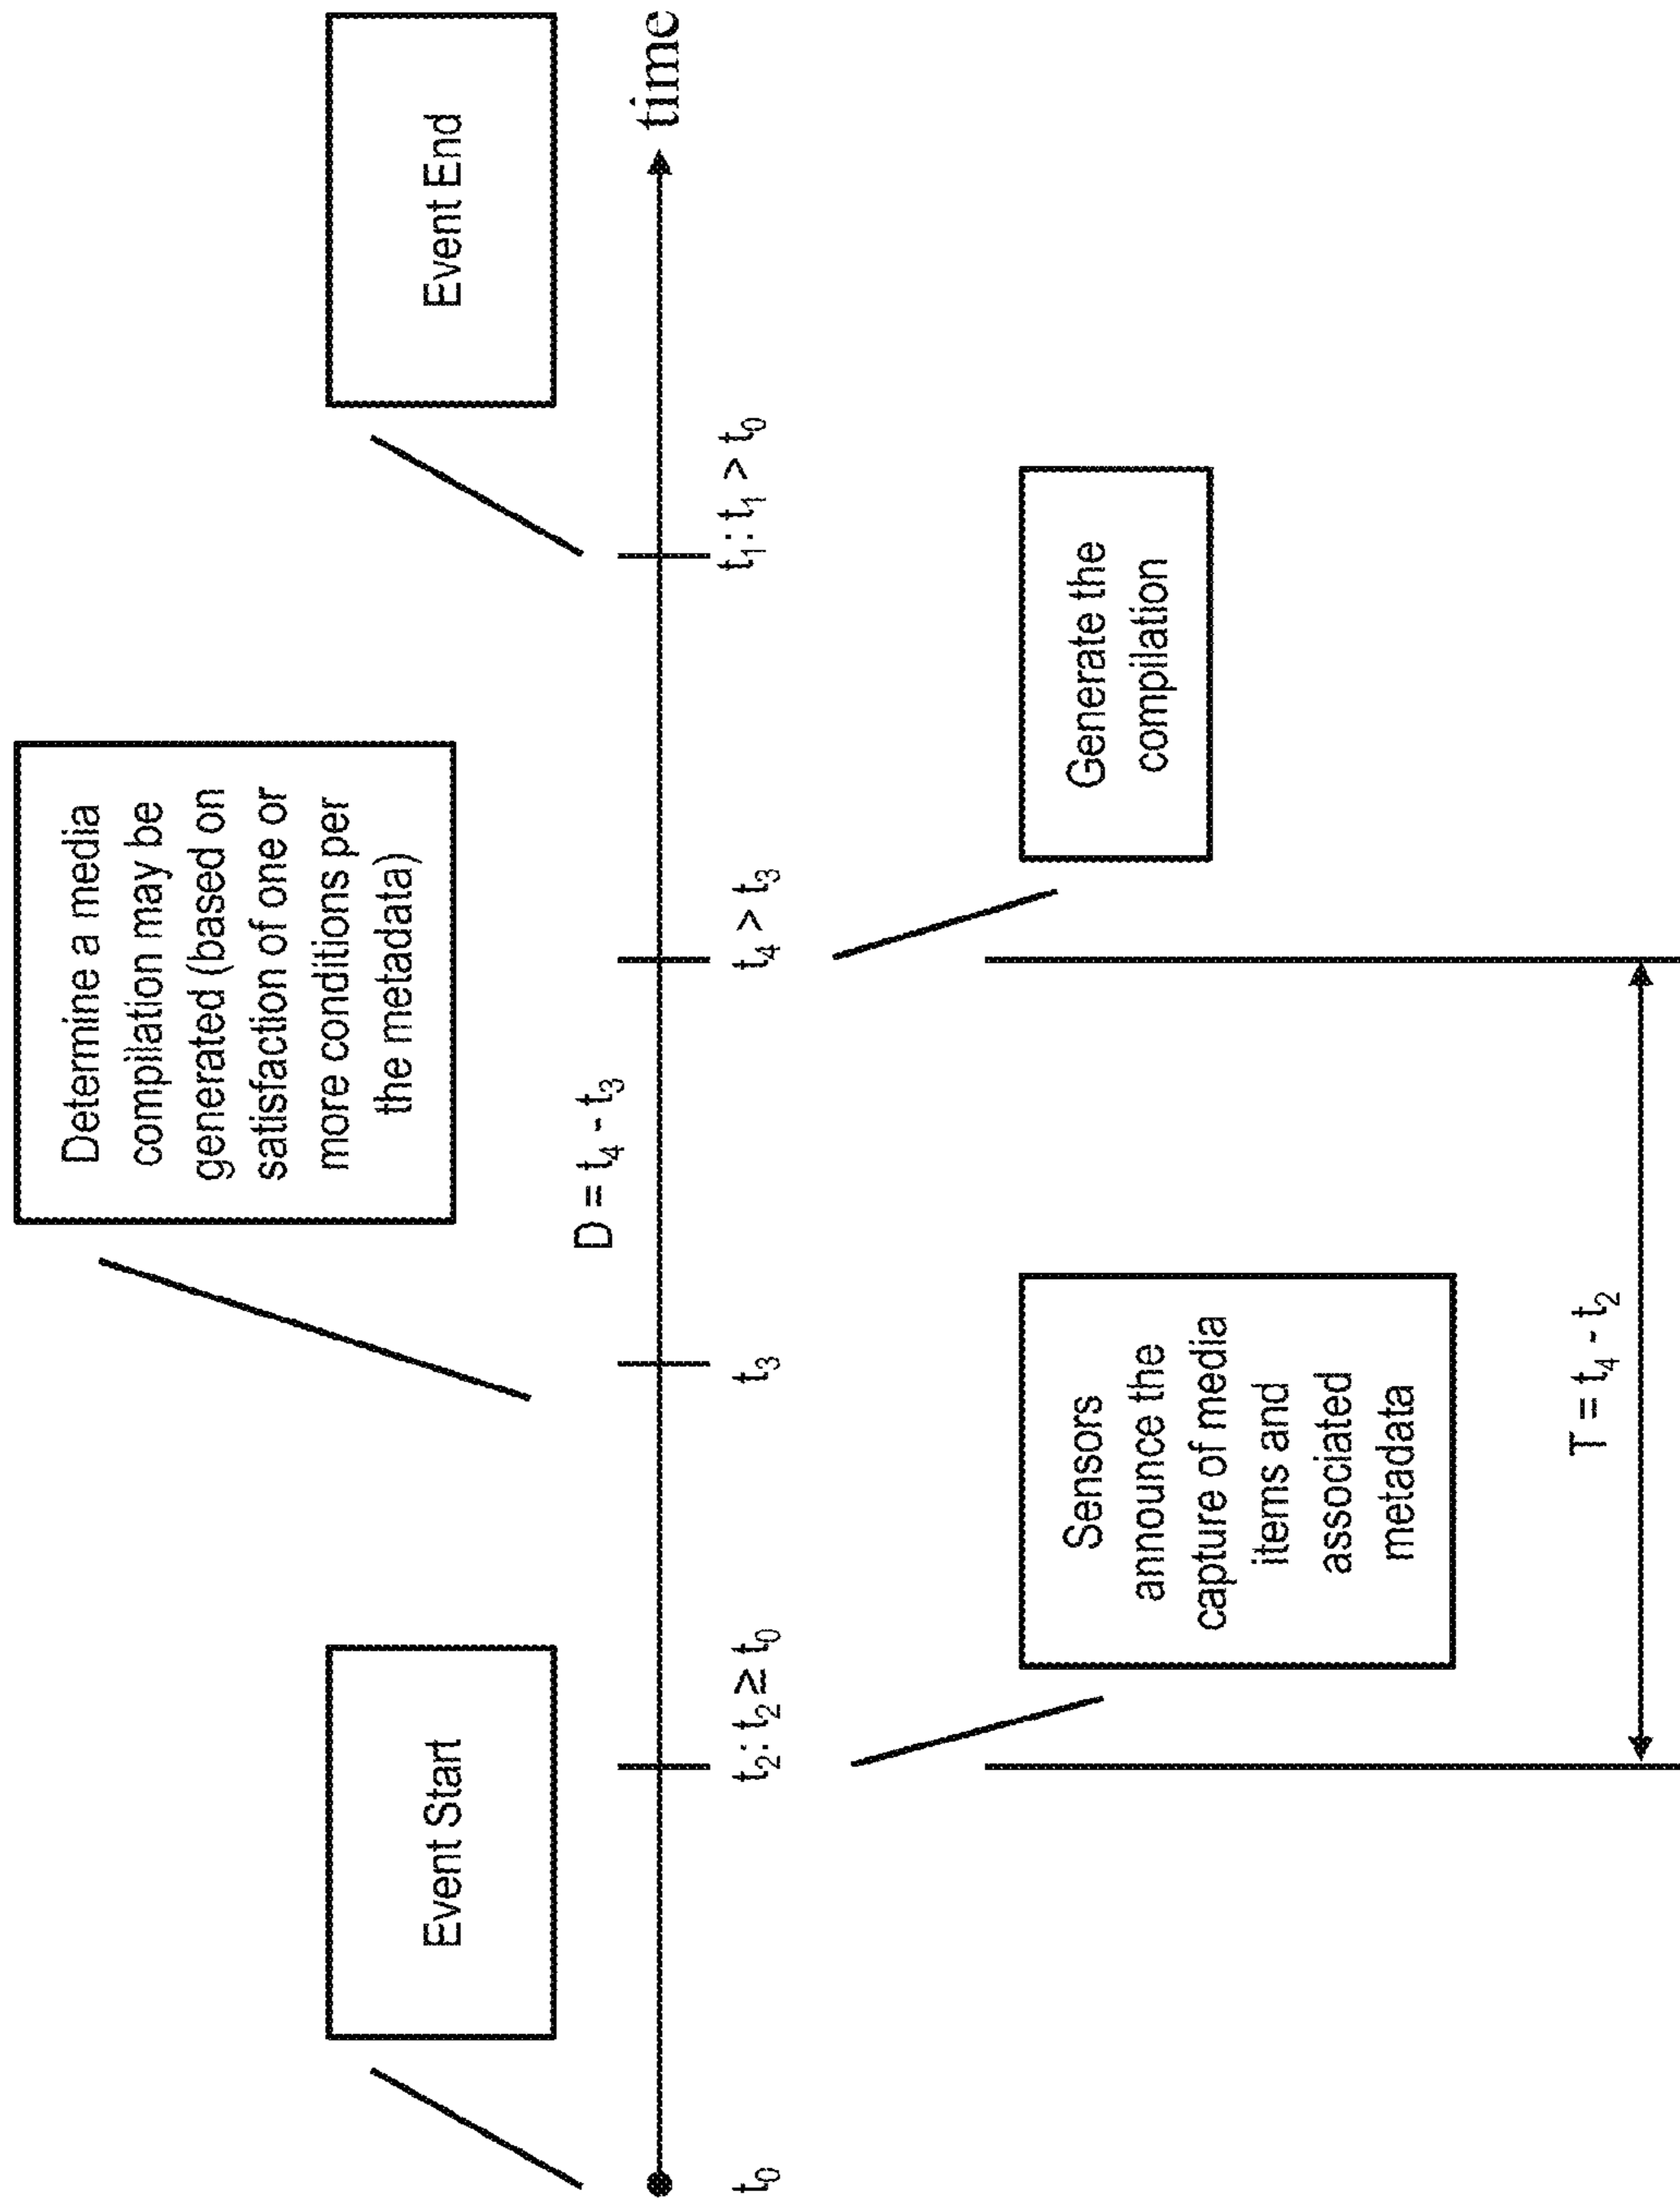 Event Start
Determine a media
compilation may be
generated (based on
satisfaction of one or
more conditions per
the metadata)
Event End
D = t₄ - t₃
time
t₀
t₂: t₂ ≥ t₀
t₃
t₄ > t₃
t₁: t₁ > t₀
Sensors
announce the
capture of media
items and
associated
metadata
Generate the
compilation
T = t₄ - t₂